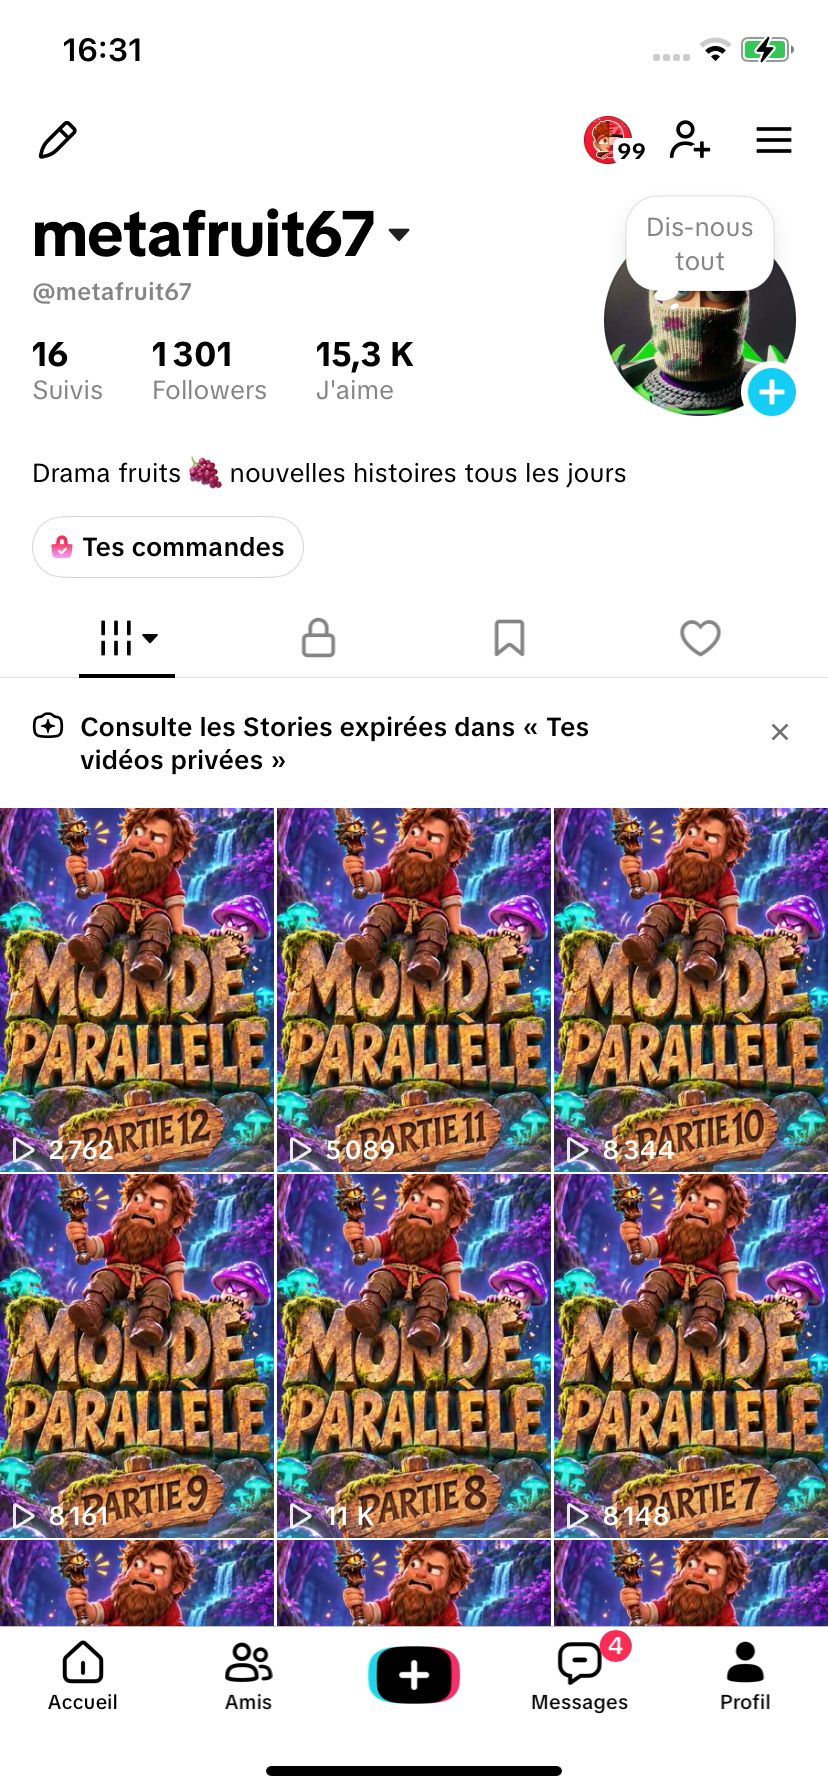 16:31
99
metafruit67
@metafruit67
Dis-nous
tout
16
1 301
15,3 K
Suivis
Followers
J'aime
Drama fruits 🍇 nouvelles histoires tous les jours
Tes commandes
Consulte les Stories expirées dans « Tes
vidéos privées »
MONDE
PARALLÈLE
PARTIE 12
2 762
MONDE
PARALLÈLE
PARTIE 11
5 089
MONDE
PARALLÈLE
PARTIE 10
8 344
MONDE
PARALLÈLE
PARTIE 9
8 161
MONDE
PARALLÈLE
PARTIE 8
11 K
MONDE
PARALLÈLE
PARTIE 7
8 148
Accueil
Amis
4
Messages
Profil